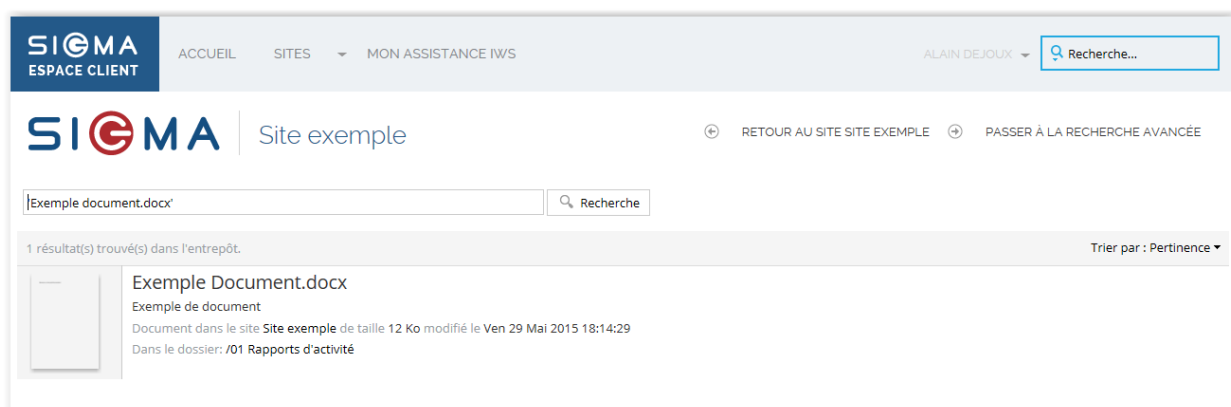 SIGMA
ESPACE CLIENT
ACCUEIL SITES MON ASSISTANCE IWS ALAIN DEJOUX Recherche...
SIGMA Site exemple RETOUR AU SITE SITE EXEMPLE PASSER À LA RECHERCHE AVANCÉE
'Exemple document.docx' Recherche
1 résultat(s) trouvé(s) dans l'entrepôt. Trier par : Pertinence
Exemple Document.docx
Exemple de document
Document dans le site Site exemple de taille 12 Ko modifié le Ven 29 Mai 2015 18:14:29
Dans le dossier: /01 Rapports d'activité